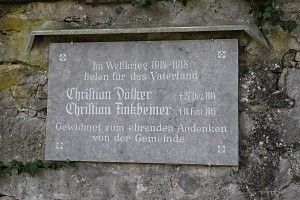 Im Weltkrieg 1914-1918
fielen für das Vaterland
Christian Völker
Christian Finkbeiner
Gewidmet zum ehrenden Andenken
von der Gemeinde